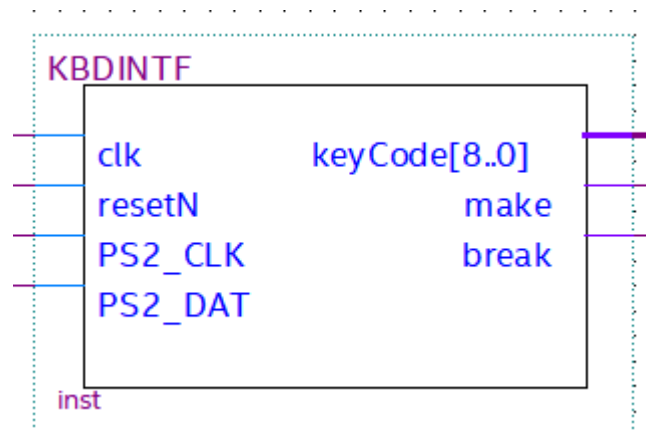 KBDINTF
clk keyCode[8..0]
resetN make
PS2_CLK break
PS2_DAT
inst